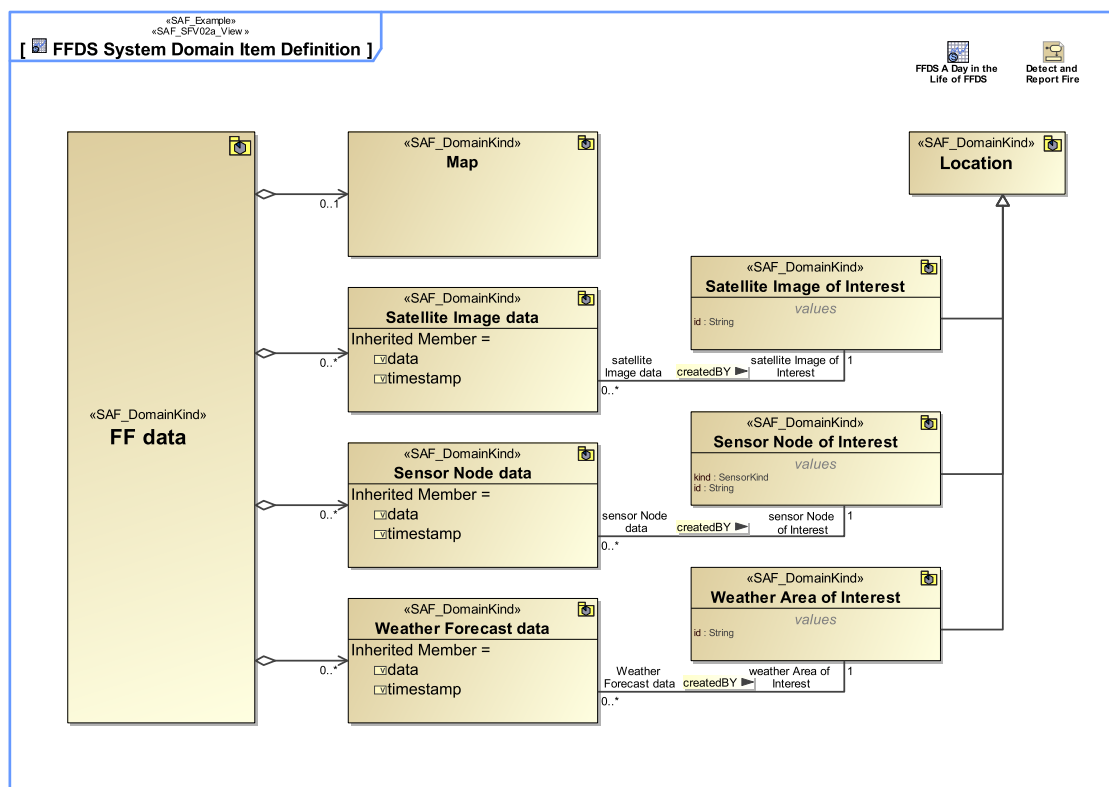 «SAF_Example»
«SAF_SFV02a_View »
[ FFDS System Domain Item Definition ]
FFDS A Day in the
Life of FFDS
Detect and
Report Fire
«SAF_DomainKind»
FF data
«SAF_DomainKind»
Map
0..1
«SAF_DomainKind»
Location
«SAF_DomainKind»
Satellite Image data
Inherited Member =
data
timestamp
0..*
«SAF_DomainKind»
Satellite Image of Interest
values
id : String
satellite
Image data
createdBY
satellite Image of
Interest
1
0..*
«SAF_DomainKind»
Sensor Node data
Inherited Member =
data
timestamp
0..*
«SAF_DomainKind»
Sensor Node of Interest
values
kind : SensorKind
id : String
sensor Node
data
createdBY
sensor Node
of Interest
1
0..*
«SAF_DomainKind»
Weather Forecast data
Inherited Member =
data
timestamp
0..*
«SAF_DomainKind»
Weather Area of Interest
values
id : String
Weather
Forecast data
createdBY
weather Area of
Interest
1
0..*